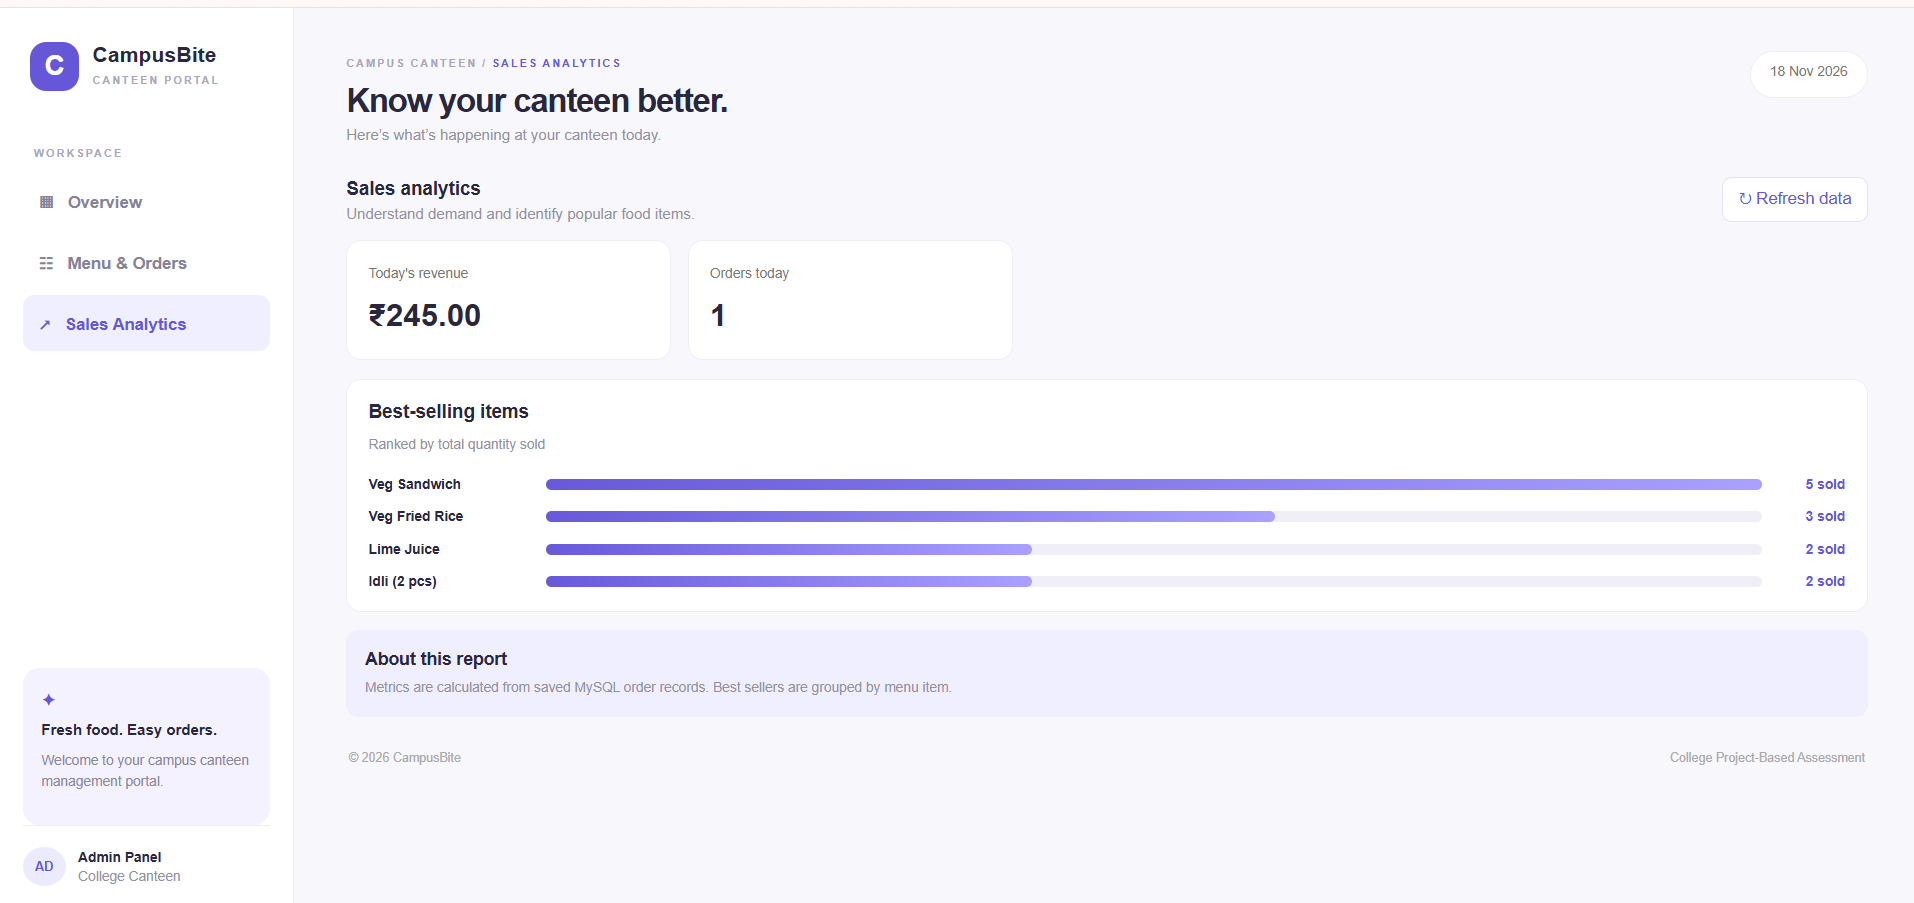 C
CampusBite
CANTEEN PORTAL
WORKSPACE
Overview
Menu & Orders
Sales Analytics
Fresh food. Easy orders.
Welcome to your campus canteen
management portal.
AD
Admin Panel
College Canteen
CAMPUS CANTEEN / SALES ANALYTICS
Know your canteen better.
Here’s what’s happening at your canteen today.
18 Nov 2026
Sales analytics
Understand demand and identify popular food items.
↻ Refresh data
Today's revenue
₹245.00
Orders today
1
Best-selling items
Ranked by total quantity sold
Veg Sandwich 5 sold
Veg Fried Rice 3 sold
Lime Juice 2 sold
Idli (2 pcs) 2 sold
About this report
Metrics are calculated from saved MySQL order records. Best sellers are grouped by menu item.
© 2026 CampusBite
College Project-Based Assessment